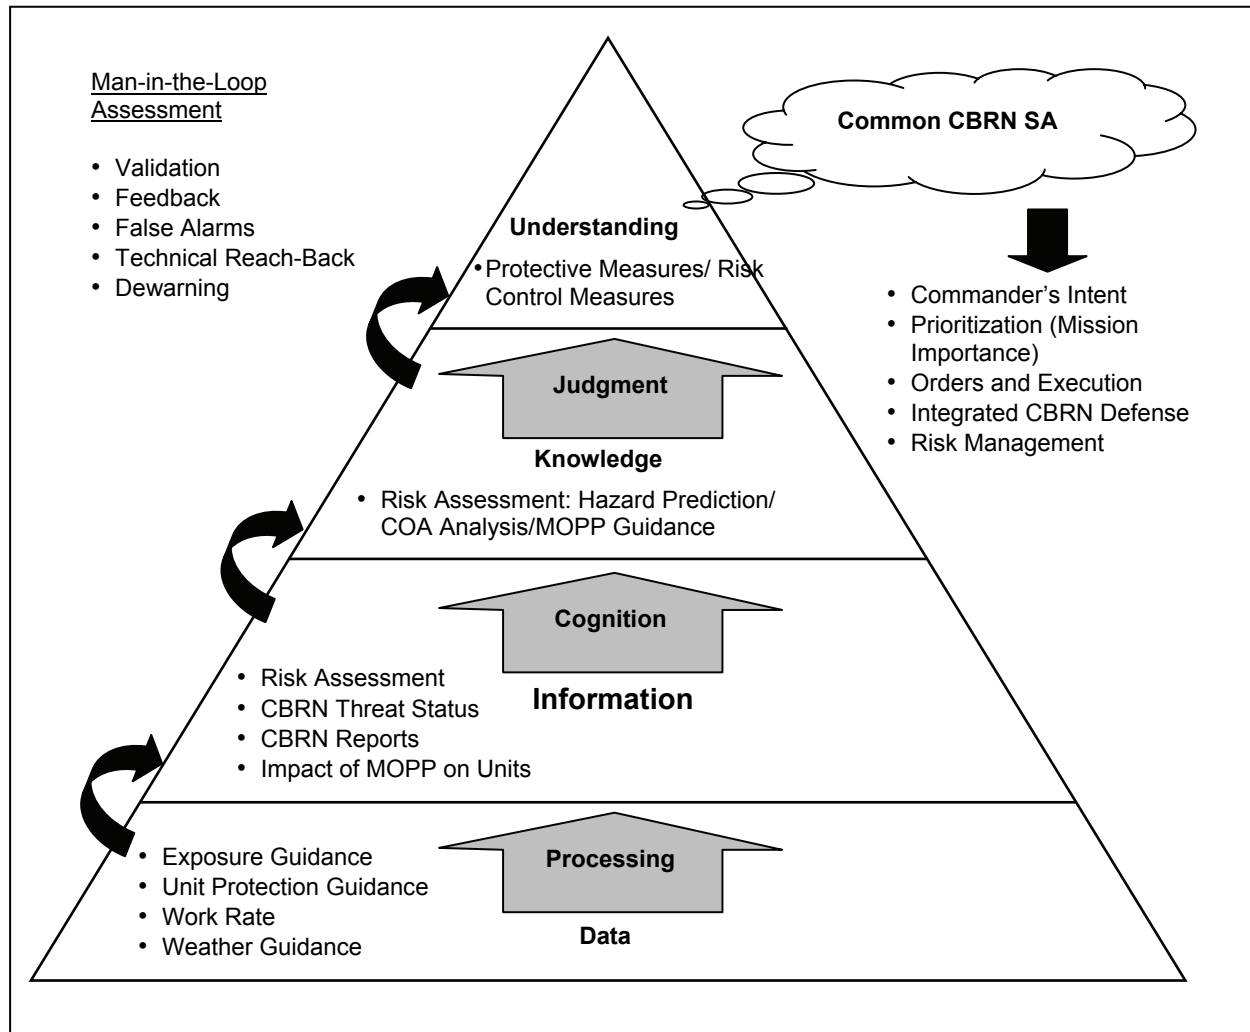 Man-in-the-Loop
Assessment
• Validation
• Feedback
• False Alarms
• Technical Reach-Back
• Dewarning
Common CBRN SA
• Commander’s Intent
• Prioritization (Mission
Importance)
• Orders and Execution
• Integrated CBRN Defense
• Risk Management
Understanding
• Protective Measures/ Risk
Control Measures
Judgment
Knowledge
• Risk Assessment: Hazard Prediction/
COA Analysis/MOPP Guidance
Cognition
Information
• Risk Assessment
• CBRN Threat Status
• CBRN Reports
• Impact of MOPP on Units
Processing
Data
• Exposure Guidance
• Unit Protection Guidance
• Work Rate
• Weather Guidance